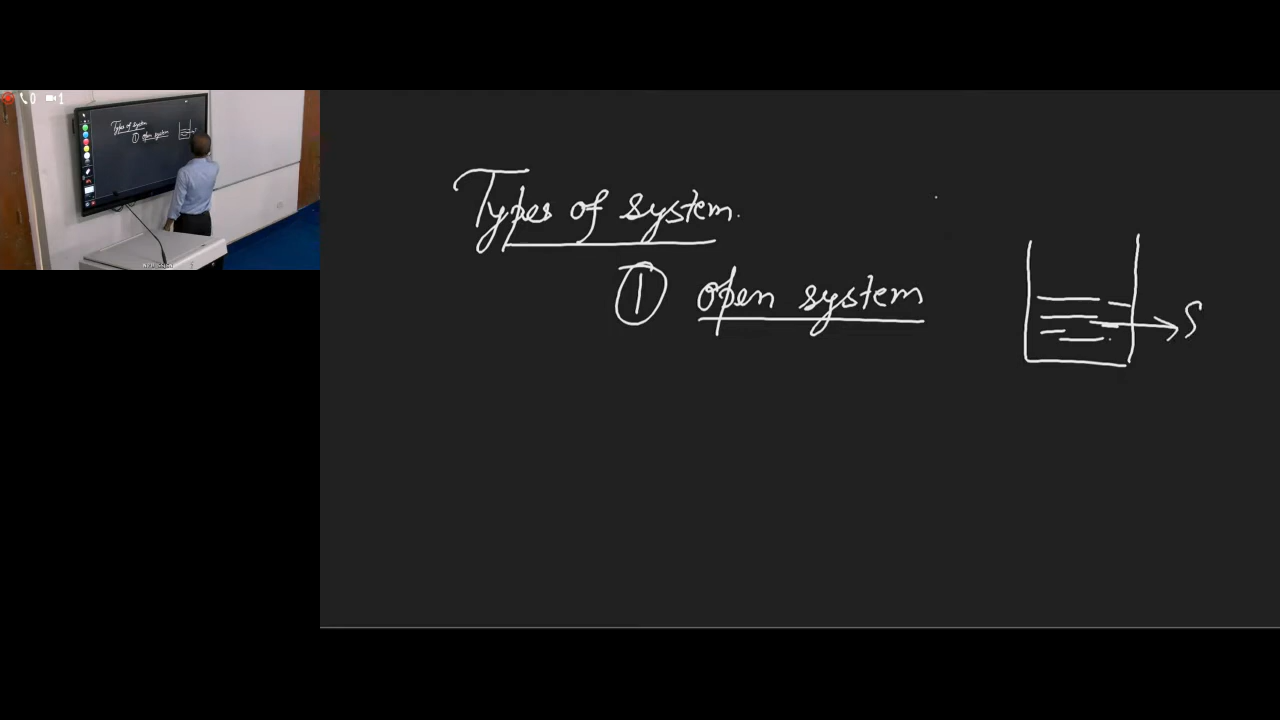 Types of system.
① open system
S